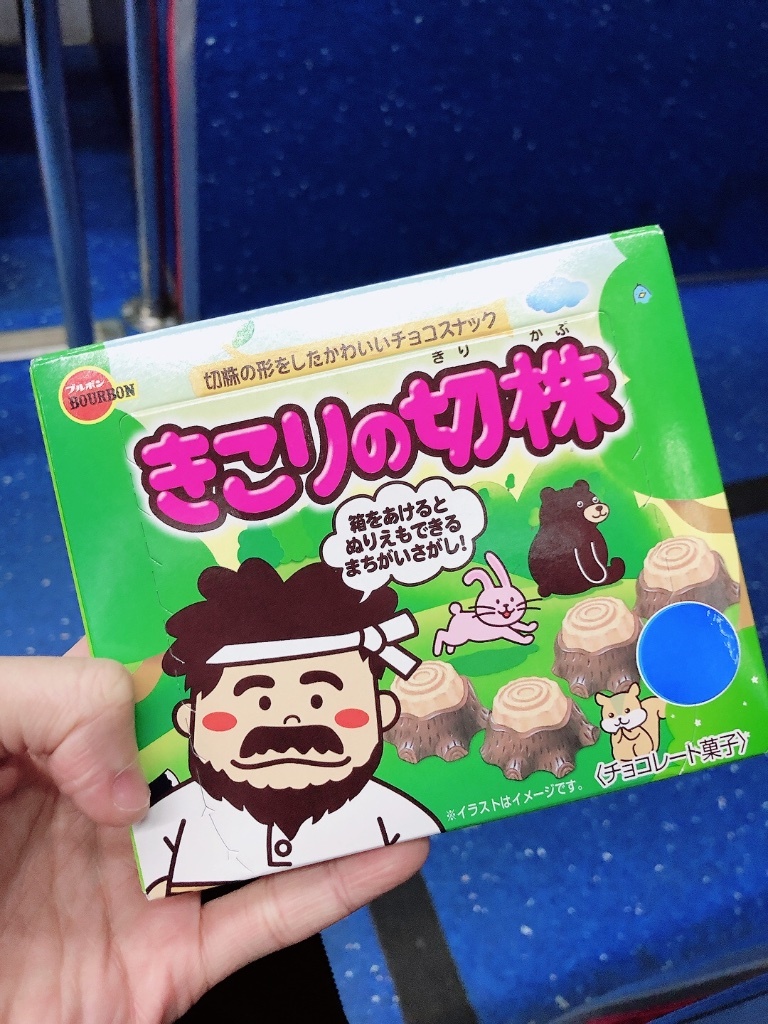 切株の形をしたかわいいチョコスナック
ブルボン
BOURBON
きり かぶ
きこりの切株
箱をあけると
ぬりえもできる
まちがいさがし!
〈チョコレート菓子〉
※イラストはイメージです。